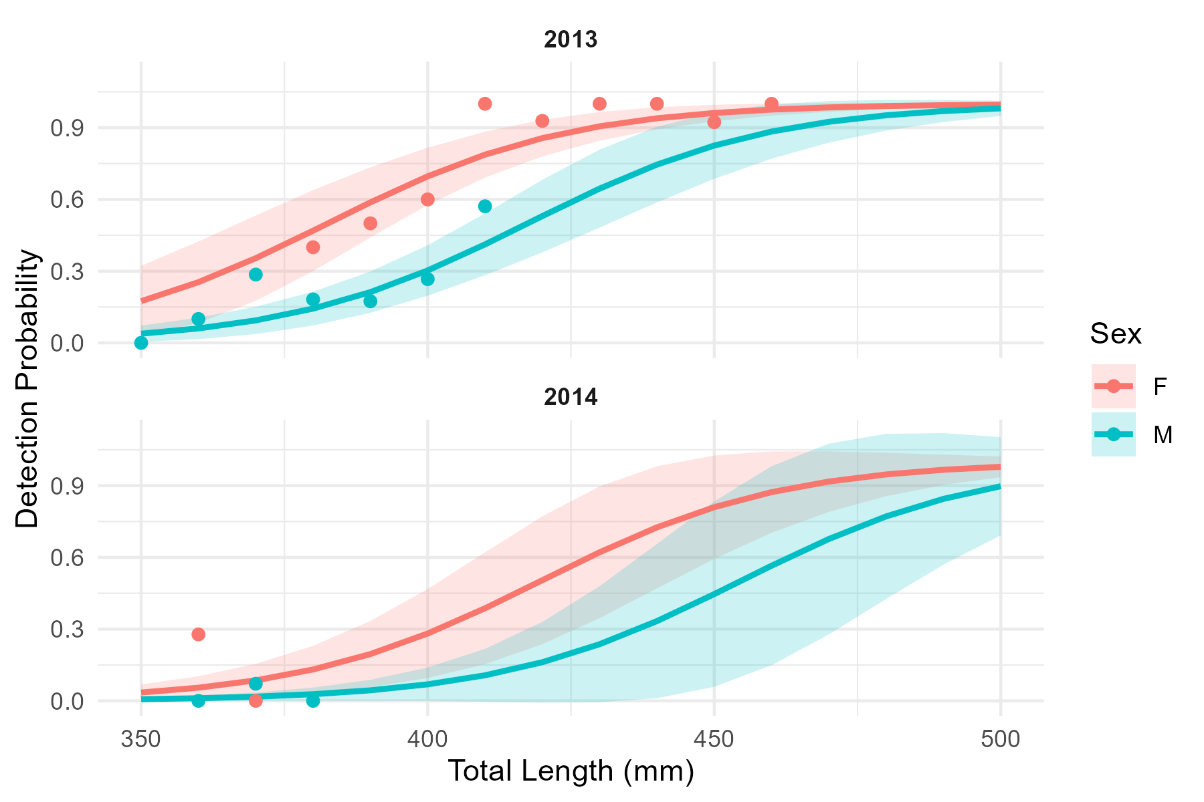 2013
0.9
0.6
0.3
0.0
2014
0.9
0.6
0.3
0.0
350 400 450 500
Total Length (mm)
Detection Probability
Sex
F
M